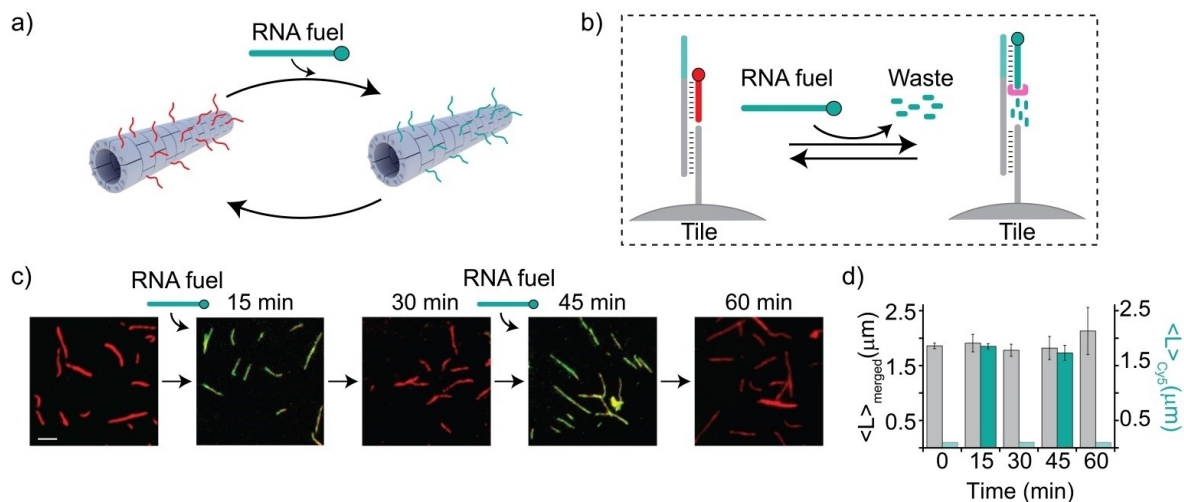 a)
RNA fuel
b)
RNA fuel
Waste
Tile
Tile
c)
RNA fuel
15 min
30 min
RNA fuel
45 min
60 min
d)
<L>merged(μm)
2.5
1.5
0.5
2.5
1.5
0.5
<L>Cy5(μm)
0 15 30 45 60
Time (min)